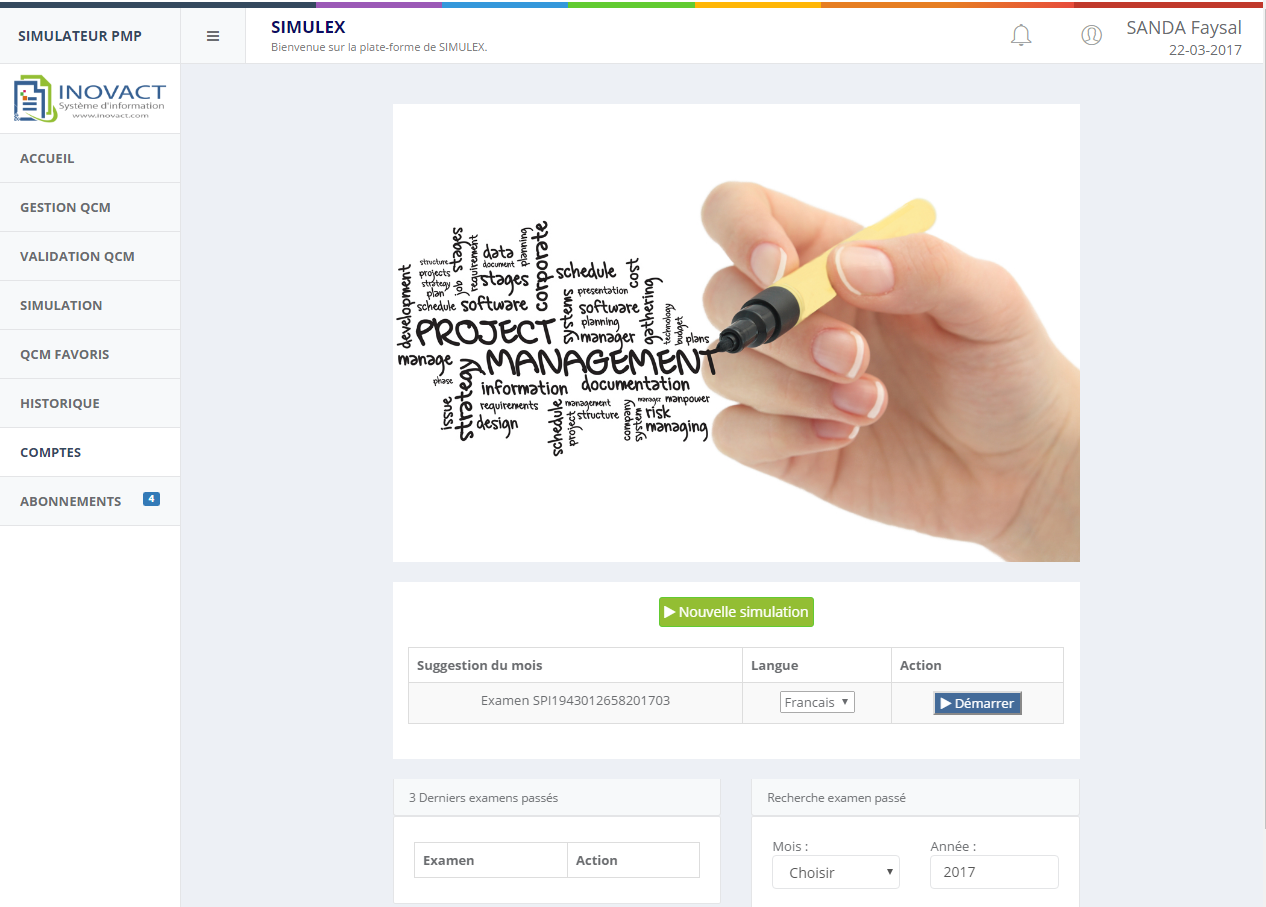 SIMULATEUR PMP
SIMULEX
Bienvenue sur la plate-forme de SIMULEX.
SANDA Faysal
22-03-2017
INOVACT
Système d'information
www.inovact.com
ACCUEIL
GESTION QCM
VALIDATION QCM
SIMULATION
QCM FAVORIS
HISTORIQUE
COMPTES
ABONNEMENTS 4
development
structure
projects
strategy
plan
schedule
stages
job
requirement
data
document
stages
software
planning
corporate
schedule
presentation
systems
software
planning
manager
cost
gathering
technology
budget
plans
PROJECT
MANAGEMENT
manage
phase
strategy
issue
information
documentation
requirements
design
schedule
management
project
structure
company
system
manager
manpower
risk
managing
Nouvelle simulation
Suggestion du mois Langue Action
Examen SPI1943012658201703 Francais Démarrer
3 Derniers examens passés
Examen Action
Recherche examen passé
Mois : Année :
Choisir 2017